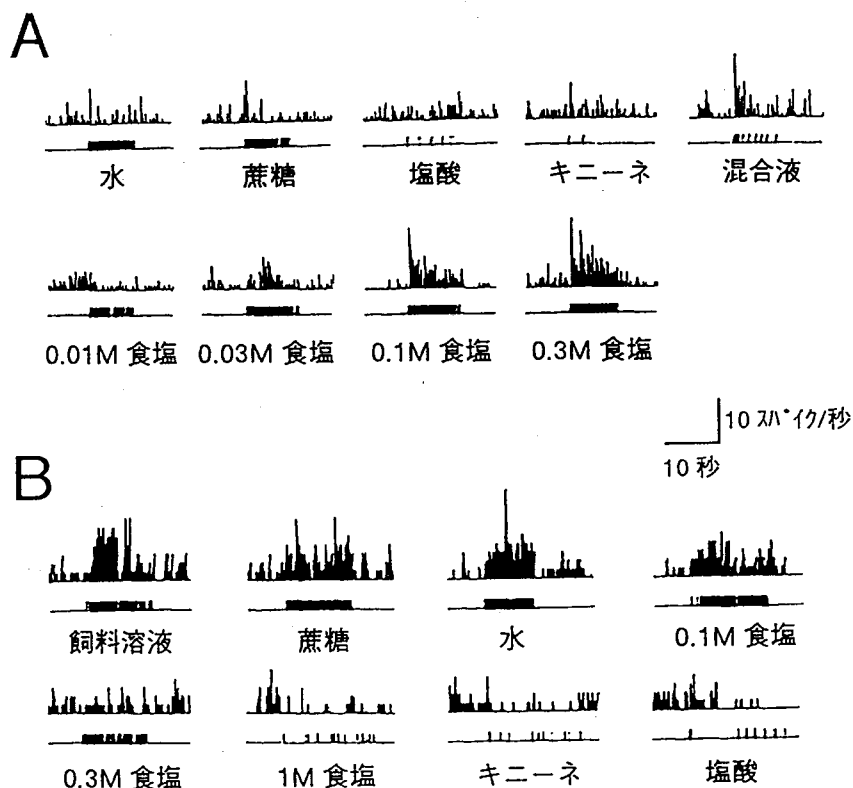 A
水 蔗糖 塩酸 キニーネ 混合液
0.01M 食塩 0.03M 食塩 0.1M 食塩 0.3M 食塩
10 ｽﾊﾟｲｸ/秒
10 秒
B
飼料溶液 蔗糖 水 0.1M 食塩
0.3M 食塩 1M 食塩 キニーネ 塩酸